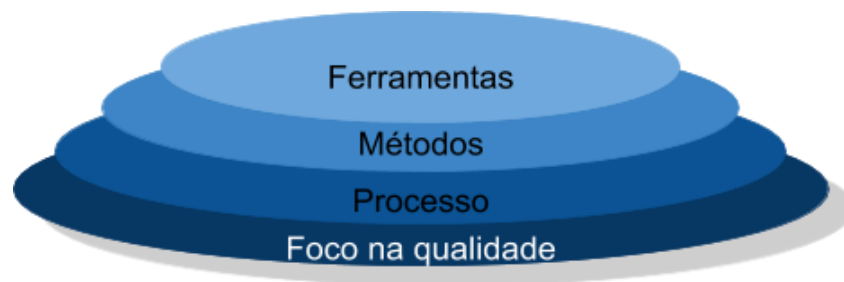 Ferramentas
Métodos
Processo
Foco na qualidade